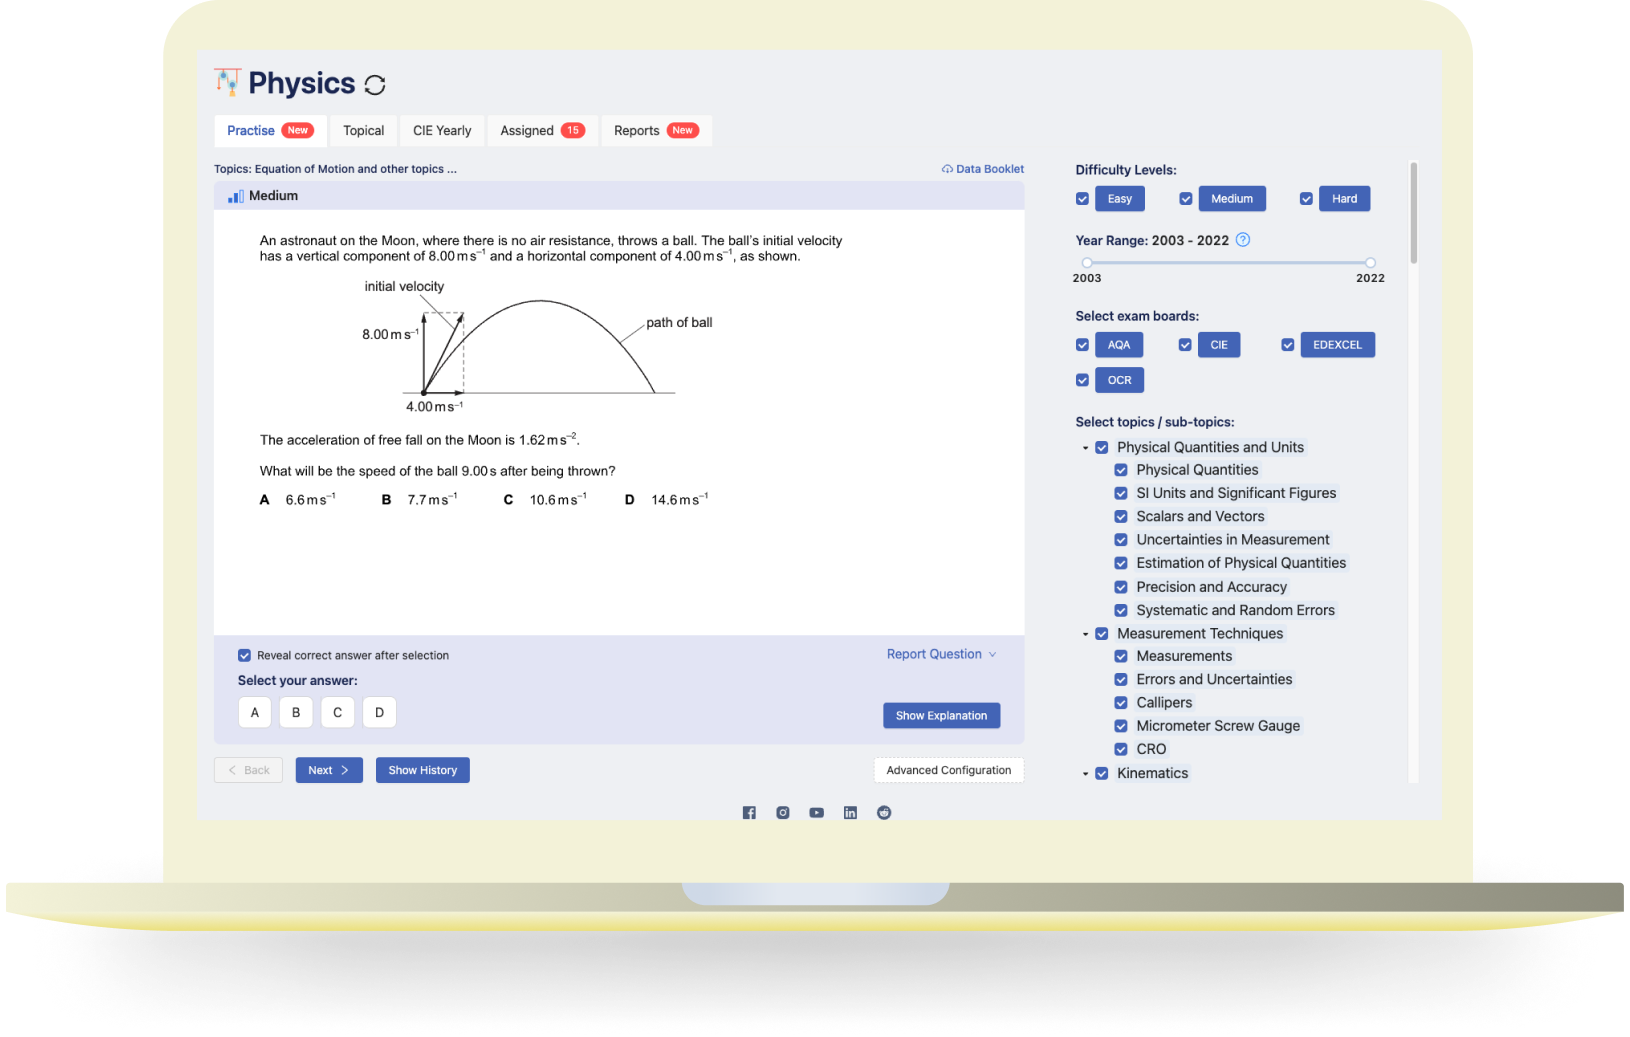 Physics
Practise New Topical CIE Yearly Assigned 15 Reports New
Topics: Equation of Motion and other topics ...
Data Booklet
Medium
An astronaut on the Moon, where there is no air resistance, throws a ball. The ball's initial velocity
has a vertical component of 8.00 m s⁻¹ and a horizontal component of 4.00 m s⁻¹, as shown.
initial velocity
path of ball
8.00 m s⁻¹
4.00 m s⁻¹
The acceleration of free fall on the Moon is 1.62 m s⁻².
What will be the speed of the ball 9.00 s after being thrown?
A 6.6 m s⁻¹ B 7.7 m s⁻¹ C 10.6 m s⁻¹ D 14.6 m s⁻¹
Reveal correct answer after selection
Report Question
Select your answer:
A B C D
Show Explanation
< Back Next > Show History
Advanced Configuration
Difficulty Levels:
Easy Medium Hard
Year Range: 2003 - 2022 ?
2003 2022
Select exam boards:
AQA CIE EDEXCEL
OCR
Select topics / sub-topics:
Physical Quantities and Units
Physical Quantities
SI Units and Significant Figures
Scalars and Vectors
Uncertainties in Measurement
Estimation of Physical Quantities
Precision and Accuracy
Systematic and Random Errors
Measurement Techniques
Measurements
Errors and Uncertainties
Callipers
Micrometer Screw Gauge
CRO
Kinematics